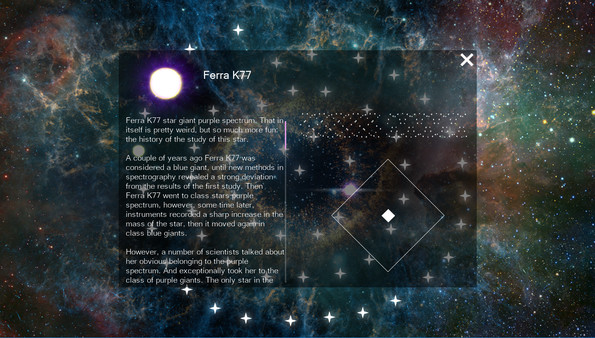 Ferra K77
Ferra K77 star giant purple spectrum. That in
itself is pretty weird, but so much more fun:
the history of the study of this star.
A couple of years ago Ferra K77 was
considered a blue giant, until new methods in
spectrography revealed a strong deviation
from the results of the first study. Then
Ferra K77 went to class stars purple
spectrum, however, some time later,
instruments recorded a sharp increase in the
mass of the star, then it moved again in
class blue giants.
However, a number of scientists talked about
her obvious belonging to the purple
spectrum. And exceptionally took her to the
class of purple giants. The only star in the